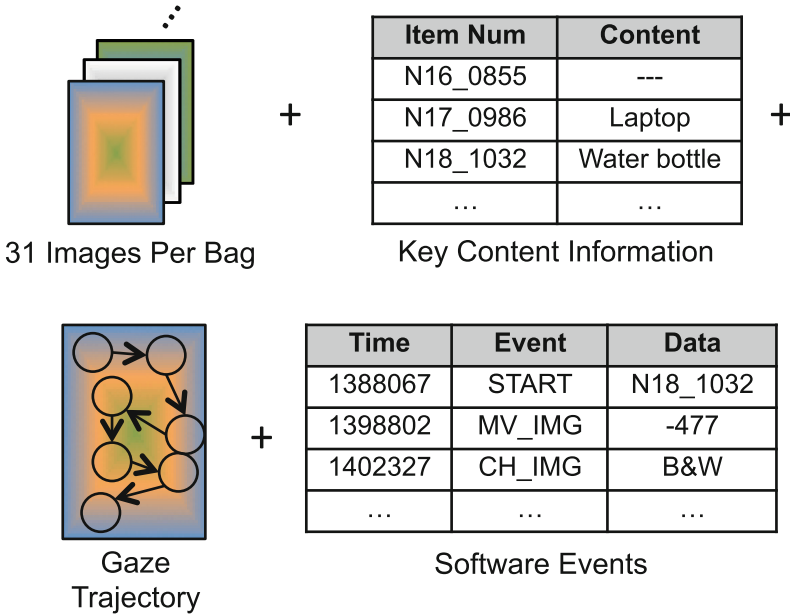 31 Images Per Bag
+
Item Num Content
N16_0855 ---
N17_0986 Laptop
N18_1032 Water bottle
... ...
Key Content Information
+
Gaze
Trajectory
+
Time Event Data
1388067 START N18_1032
1398802 MV_IMG -477
1402327 CH_IMG B&W
... ... ...
Software Events